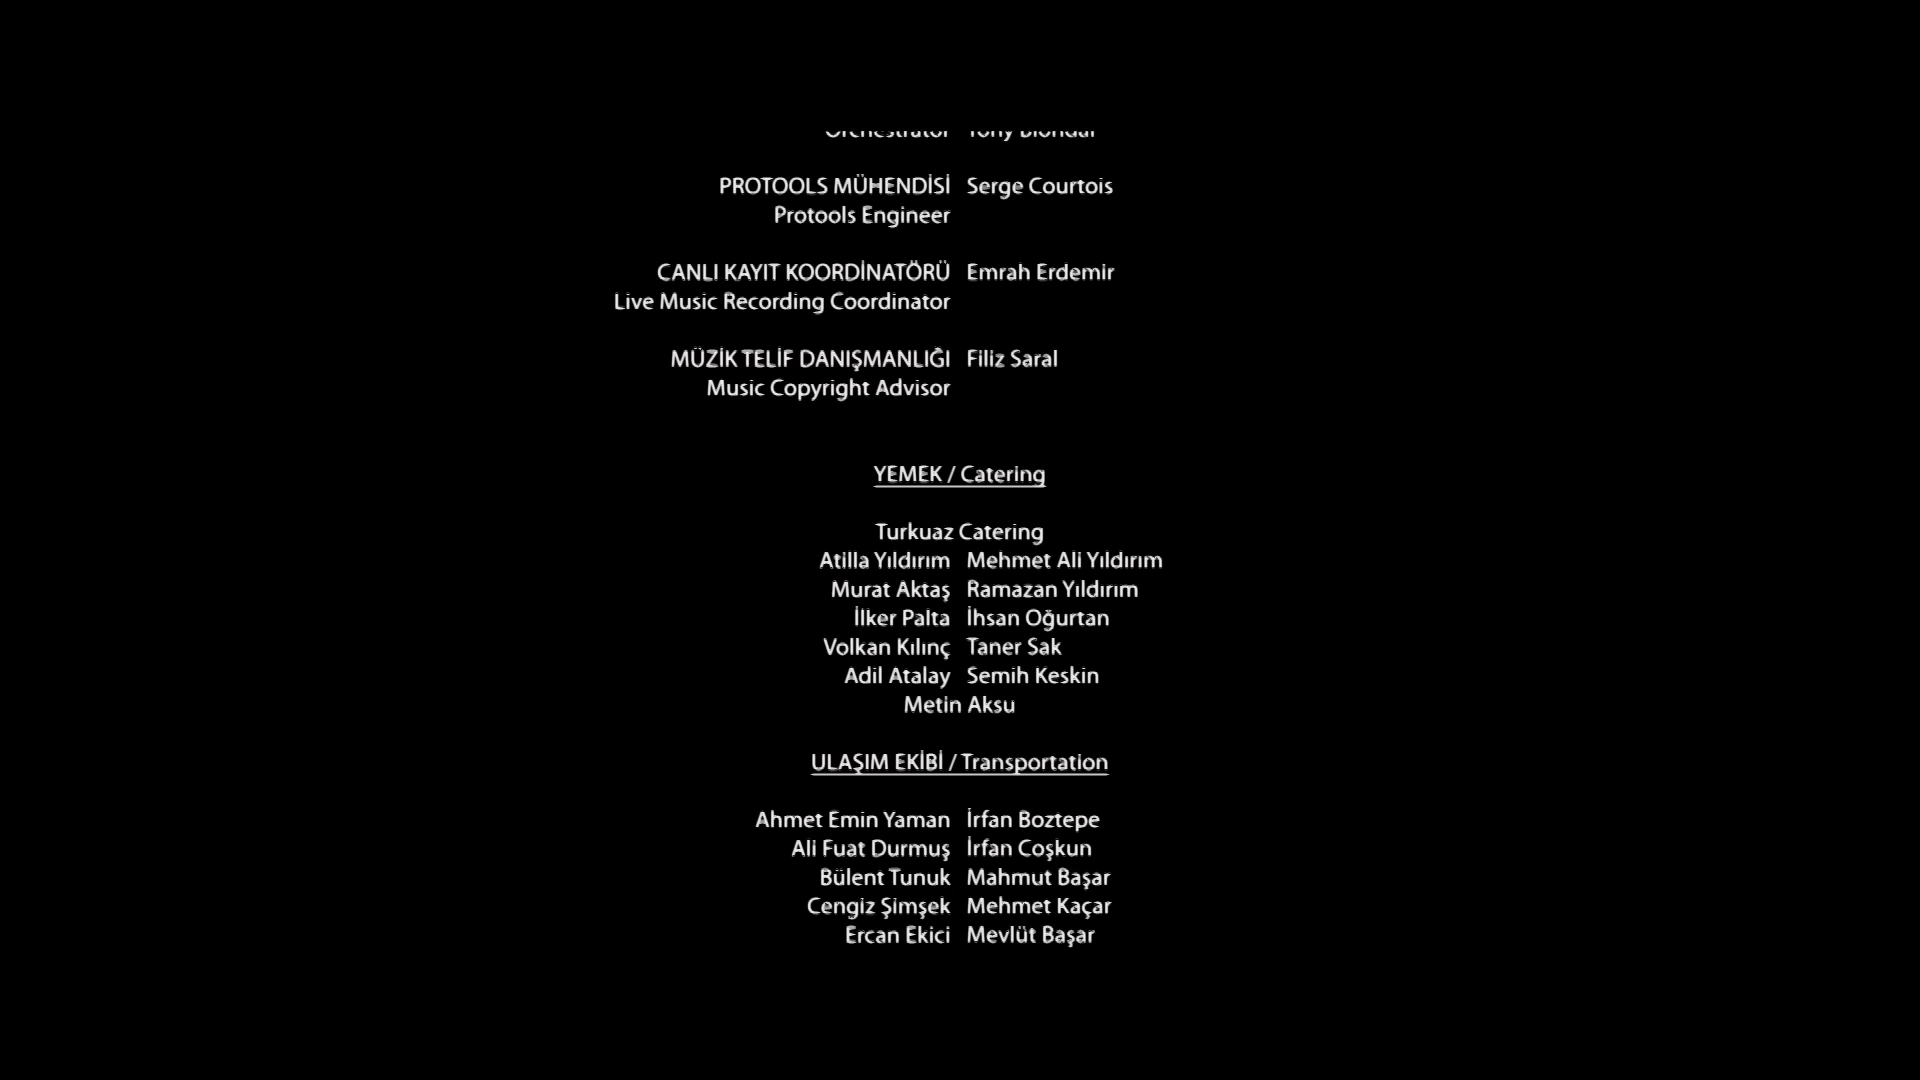 Orchestrator Tony Blondal
PROTOOLS MÜHENDİSİ Serge Courtois
Protools Engineer
CANLI KAYIT KOORDİNATÖRÜ Emrah Erdemir
Live Music Recording Coordinator
MÜZİK TELİF DANIŞMANLIĞI Filiz Saral
Music Copyright Advisor
YEMEK / Catering
Turkuaz Catering
Atilla Yıldırım Mehmet Ali Yıldırım
Murat Aktaş Ramazan Yıldırım
İlker Palta İhsan Oğurtan
Volkan Kılınç Taner Sak
Adil Atalay Semih Keskin
Metin Aksu
ULAŞIM EKİBİ / Transportation
Ahmet Emin Yaman İrfan Boztepe
Ali Fuat Durmuş İrfan Coşkun
Bülent Tunuk Mahmut Başar
Cengiz Şimşek Mehmet Kaçar
Ercan Ekici Mevlüt Başar